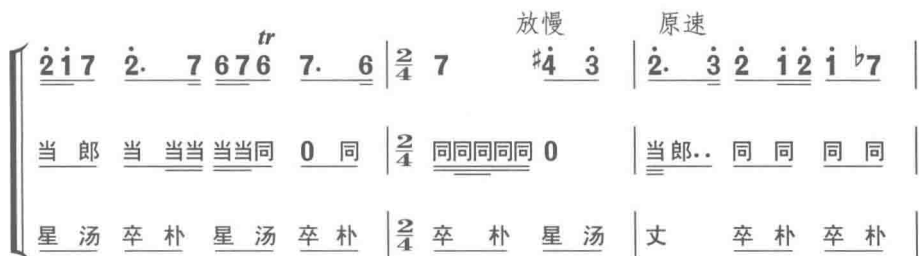 放慢 原速
tr
2̇1̇7 2̇. 7 676 7. 6 | 2/4 7 #4̇ 3̇ | 2̇. 3̇ 2̇ 1̇2̇ 1̇ ♭7 |
当 郎 当 当当 当当同 0 同 | 2/4 同同同同同 0 | 当郎.. 同 同 同 同
星 汤 卒 朴 星 汤 卒 朴 | 2/4 卒 朴 星 汤 | 丈 卒 朴 卒 朴 |